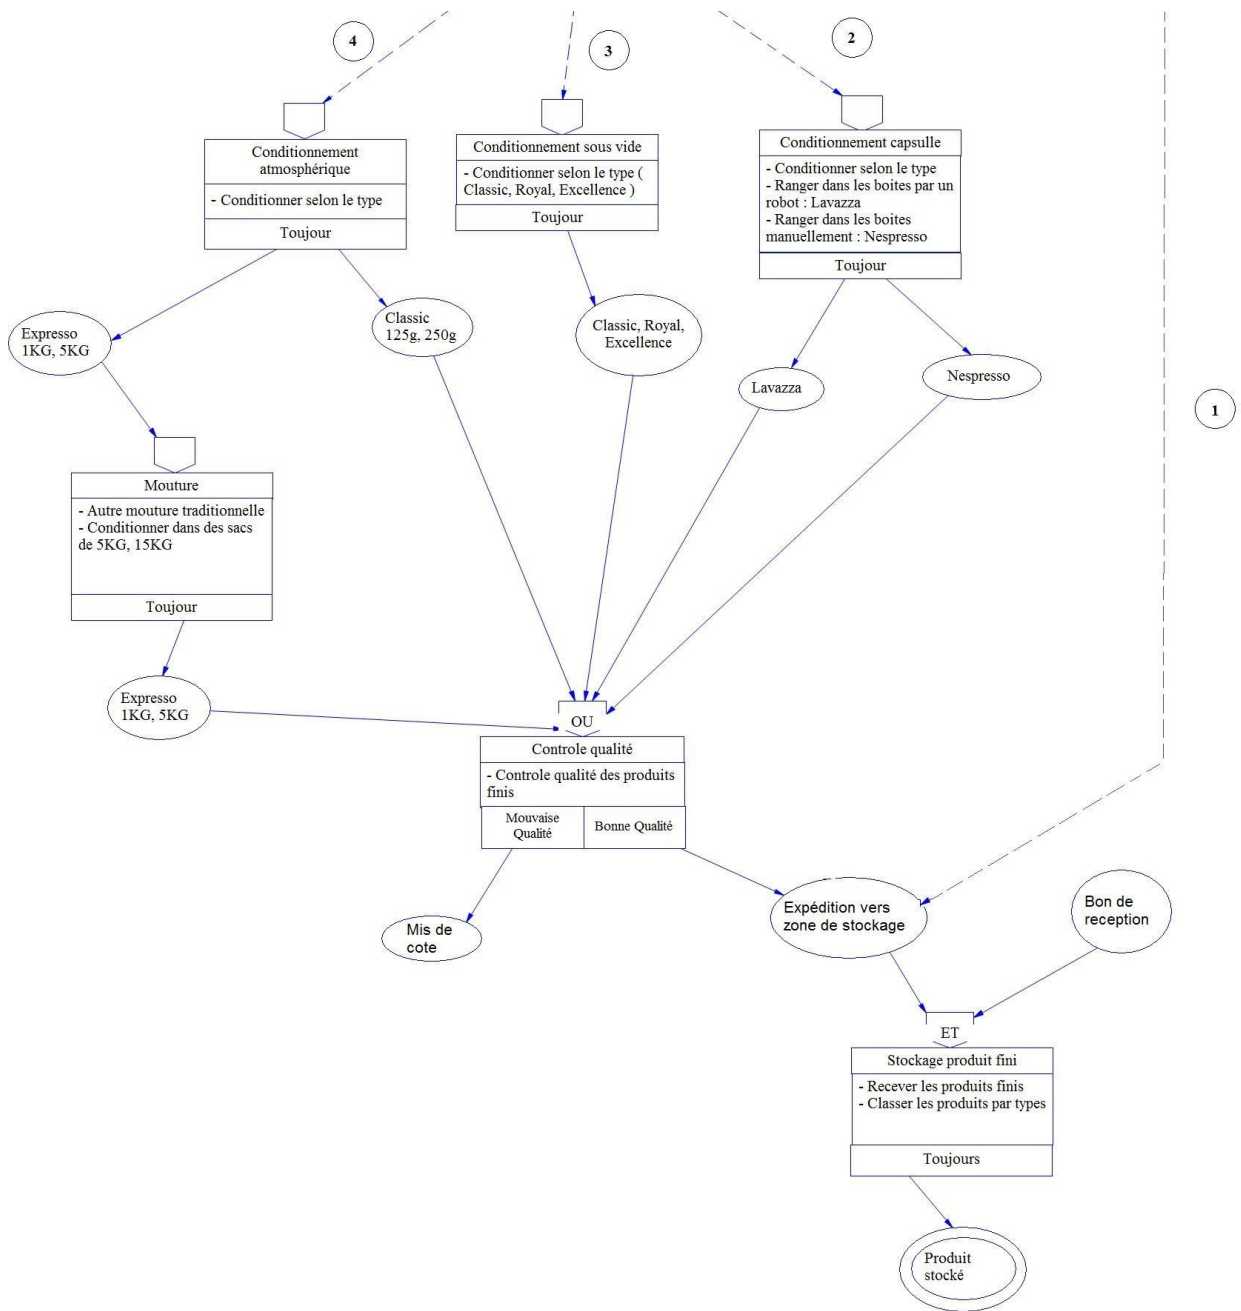 4
3
2
Conditionnement
atmosphérique
- Conditionner selon le type
Toujour
Conditionnement sous vide
- Conditionner selon le type (
Classic, Royal, Excellence )
Toujour
Conditionnement capsulle
- Conditionner selon le type
- Ranger dans les boites par un
robot : Lavazza
- Ranger dans les boites
manuellement : Nespresso
Toujour
Expresso
1KG, 5KG
Classic
125g, 250g
Classic, Royal,
Excellence
Lavazza
Nespresso
1
Mouture
- Autre mouture traditionnelle
- Conditionner dans des sacs
de 5KG, 15KG
Toujour
Expresso
1KG, 5KG
OU
Controle qualité
- Controle qualité des produits
finis
Mouvaise
Qualité
Bonne Qualité
Mis de
cote
Expédition vers
zone de stockage
Bon de
reception
ET
Stockage produit fini
- Recever les produits finis
- Classer les produits par types
Toujours
Produit
stocké